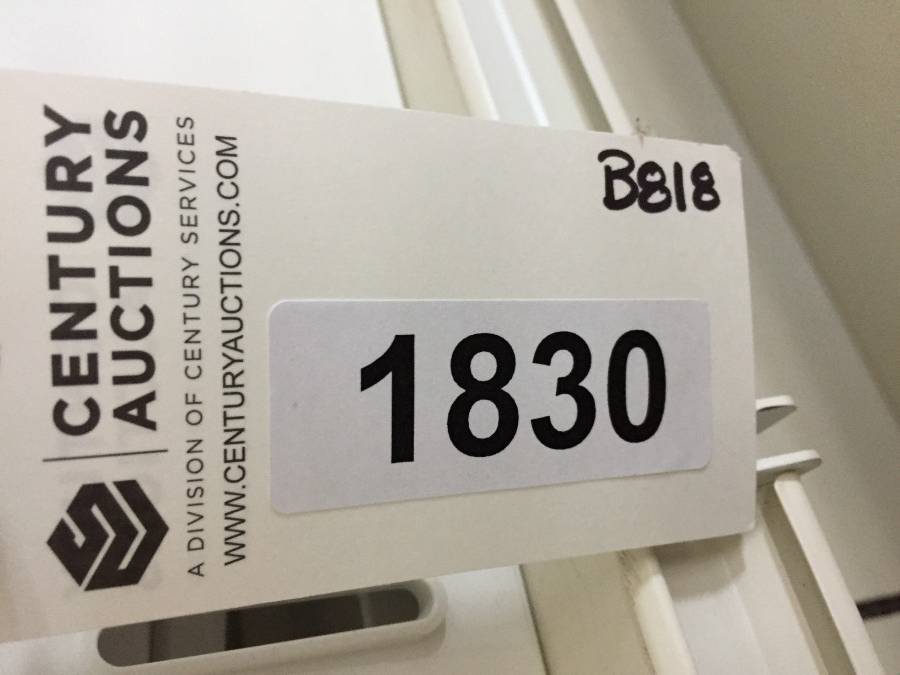 CENTURY
AUCTIONS
A DIVISION OF CENTURY SERVICES
WWW.CENTURYAUCTIONS.COM
B818
1830